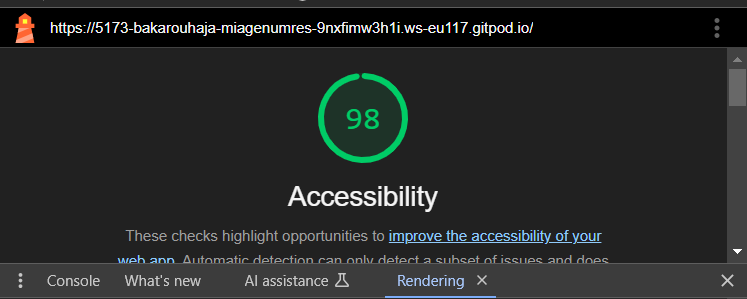 https://5173-bakarouhaja-miagenumres-9nxfimw3h1i.ws-eu117.gitpod.io/
98
Accessibility
These checks highlight opportunities to improve the accessibility of your
web app. Automatic detection can only detect a subset of issues and does
Console What's new AI assistance Rendering